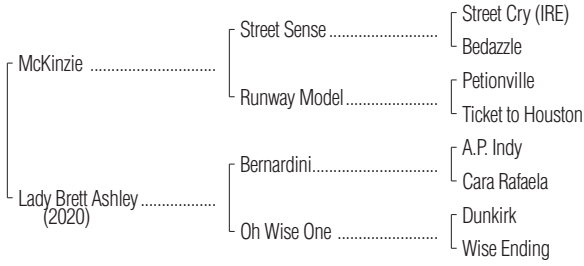 Street Cry (IRE)
Street Sense ............................
Bedazzle
McKinzie ................................
Petionville
Runway Model........................
Ticket to Houston
A.P. Indy
Bernardini................................
Cara Rafaela
Lady Brett Ashley ...................
(2020)
Dunkirk
Oh Wise One ..........................
Wise Ending